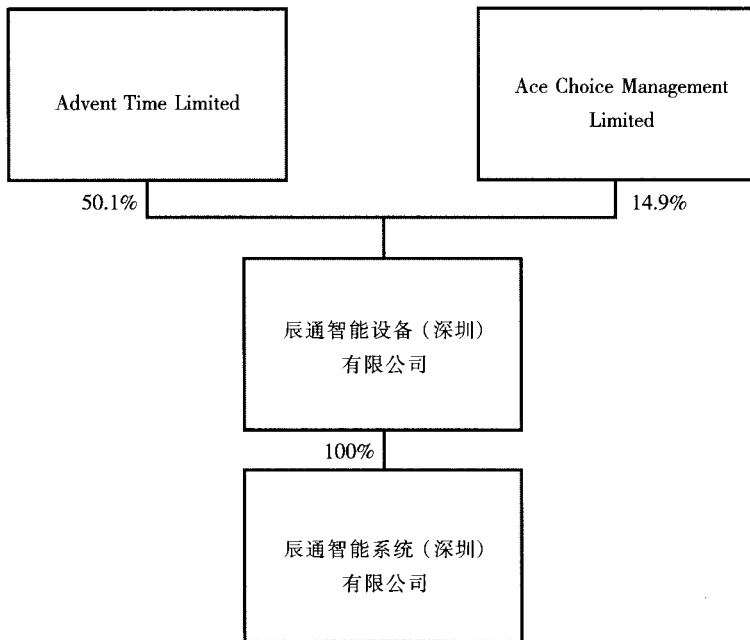 Advent Time Limited
Ace Choice Management
Limited
50.1%
14.9%
辰通智能设备（深圳）
有限公司
100%
辰通智能系统（深圳）
有限公司